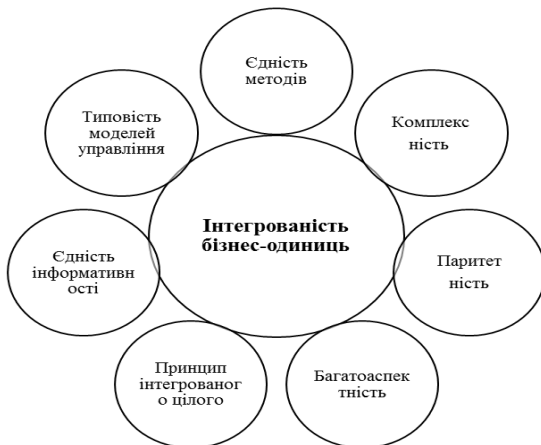 Єдність
методів
Типовість
моделей
управління
Комплекс
ність
Інтегрованість
бізнес-одиниць
Єдність
інформативн
ості
Паритет
ність
Принцип
інтегрованог
о цілого
Багатоаспек
тність